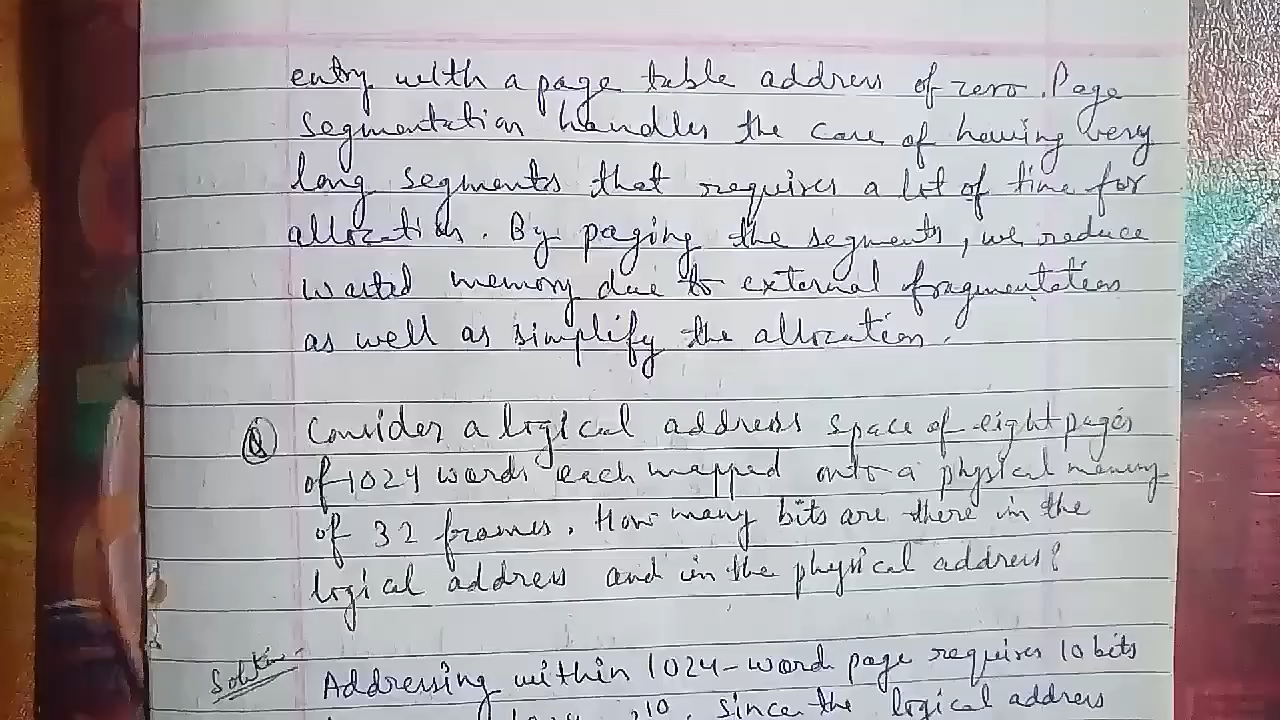 entry with a page table address of zero. Page
segmentation handles the case of having very
long segments that requires a lot of time for
allocation. By paging the segments, we reduce
wasted memory due to external fragmentation
as well as simplify the allocation.
Q Consider a logical address space of eight pages
of 1024 words each mapped onto a physical memory
of 32 frames. How many bits are there in the
logical address and in the physical address?
Solution:- Addressing within 1024-word page requires 10 bits
2^10. Since the logical address